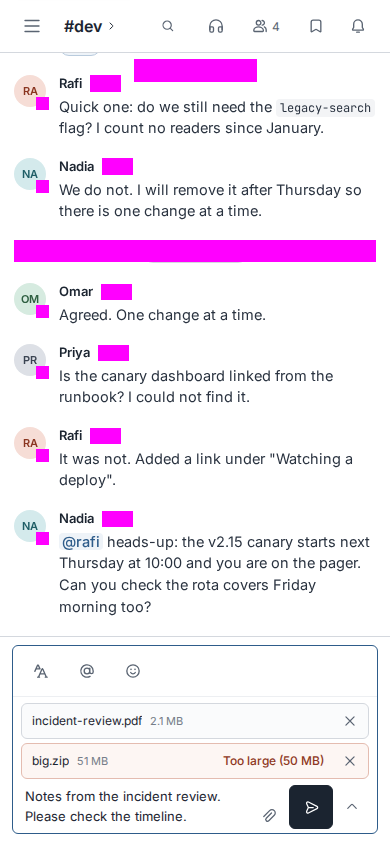 #dev
4
RA
Rafi
Quick one: do we still need the legacy-search
flag? I count no readers since January.
NA
Nadia
We do not. I will remove it after Thursday so
there is one change at a time.
OM
Omar
Agreed. One change at a time.
PR
Priya
Is the canary dashboard linked from the
runbook? I could not find it.
RA
Rafi
It was not. Added a link under "Watching a
deploy".
NA
Nadia
@rafi heads-up: the v2.15 canary starts next
Thursday at 10:00 and you are on the pager.
Can you check the rota covers Friday
morning too?
AA
@
incident-review.pdf 2.1 MB
big.zip 51 MB Too large (50 MB)
Notes from the incident review.
Please check the timeline.